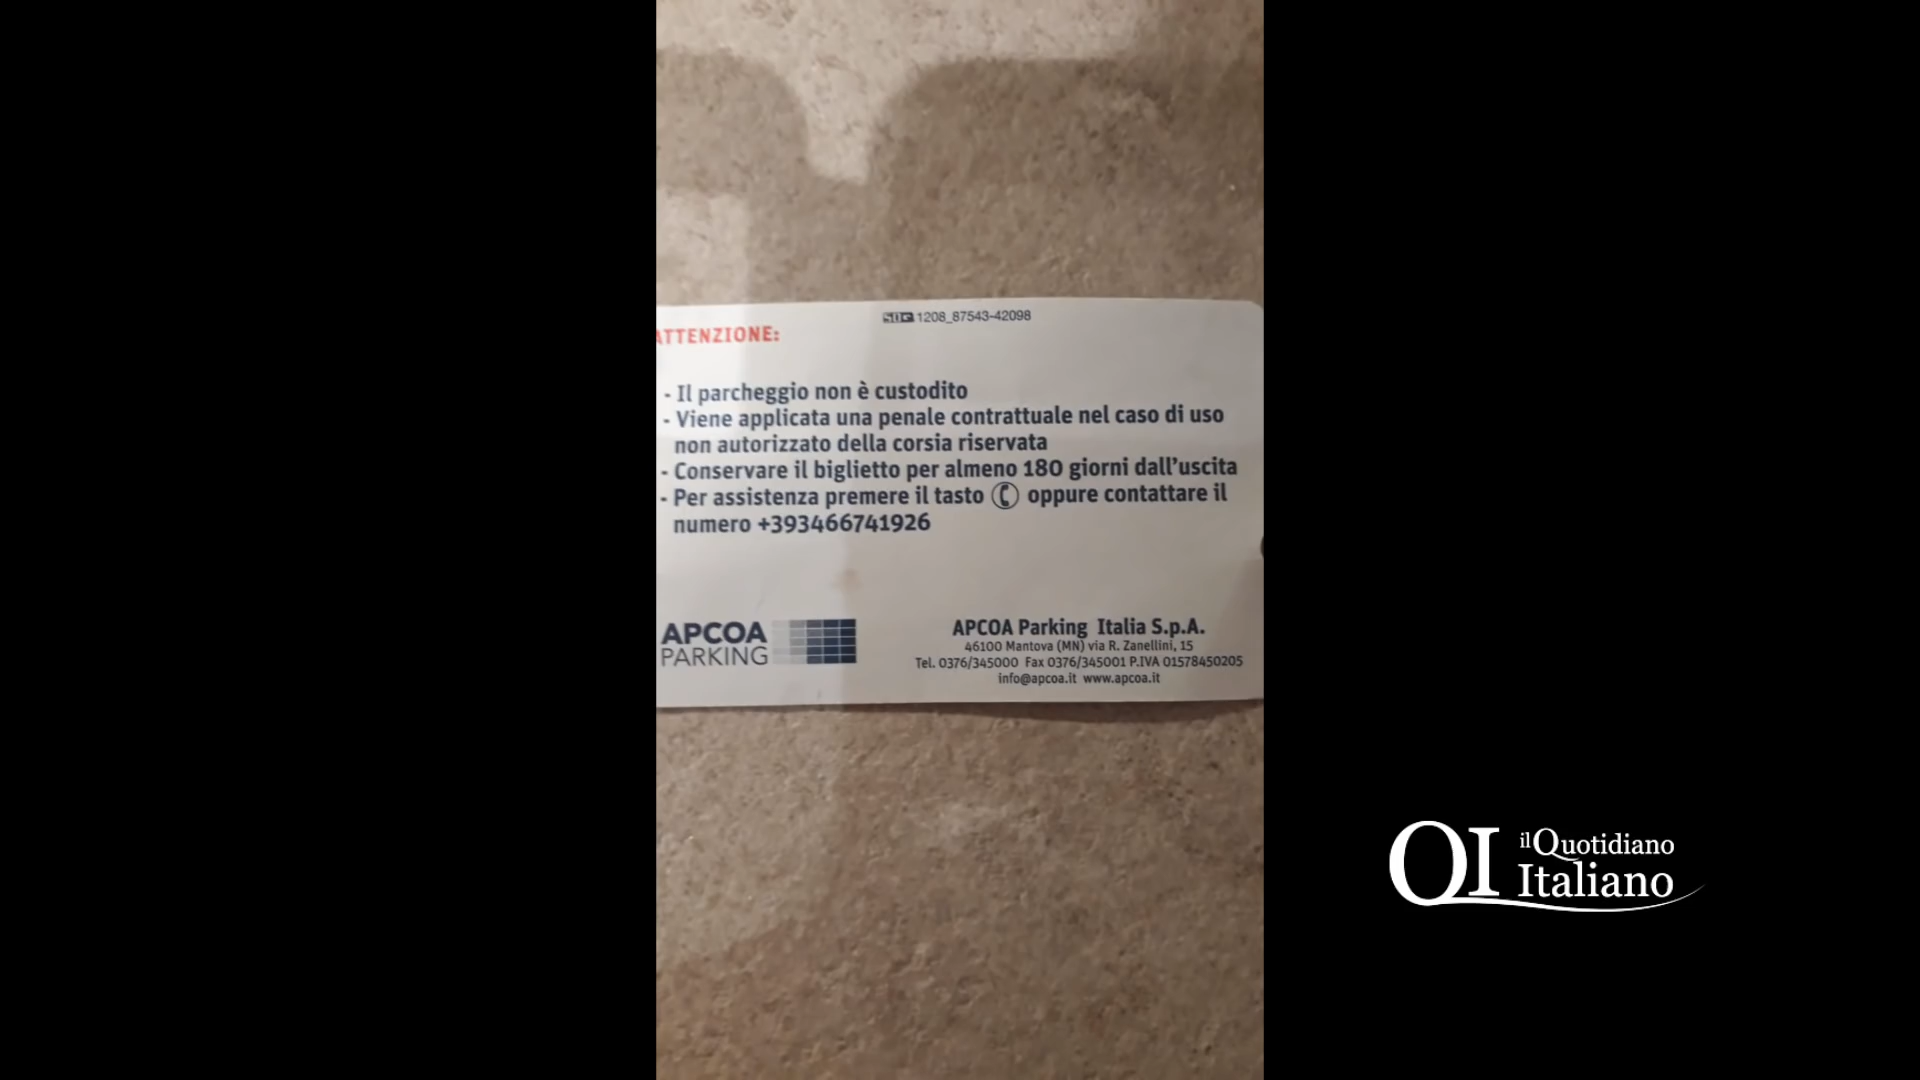 SDG 1208_87543-42098
ATTENZIONE:
- Il parcheggio non è custodito
- Viene applicata una penale contrattuale nel caso di uso
non autorizzato della corsia riservata
- Conservare il biglietto per almeno 180 giorni dall'uscita
- Per assistenza premere il tasto oppure contattare il
numero +393466741926
APCOA
PARKING
APCOA Parking Italia S.p.A.
46100 Mantova (MN) via R. Zanellini, 15
Tel. 0376/345000 Fax 0376/345001 P.IVA 01578450205
info@apcoa.it www.apcoa.it
QI il Quotidiano
Italiano